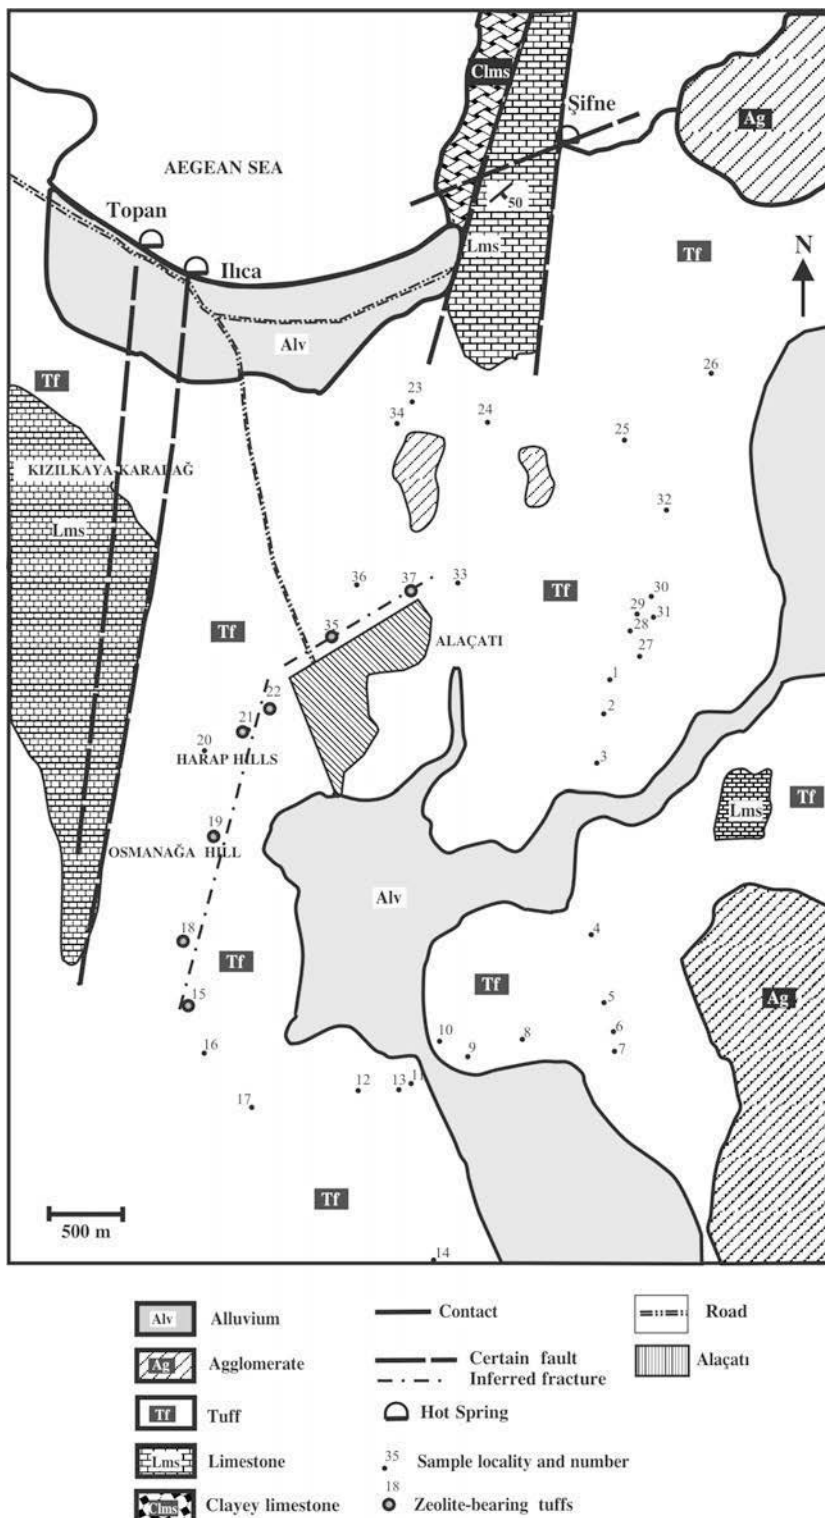 Clms
Şifne
Ag
AEGEAN SEA
Topan
50
Lms
Tf
N
Ilıca
Alv
26
Tf
23
34
24
25
KIZILKAYA KARADAĞ
32
Lms
36
37
33
Tf
30
29
31
28
Tf
35
ALAÇATI
27
1
22
21
2
20
HARAP HILLS
3
Tf
Lms
19
OSMANAĞA HILL
Alv
4
18
Tf
Tf
Ag
15
5
10
8
6
16
9
7
12
13
11
17
Tf
500 m
14
Alv Alluvium
Contact
Road
Ag Agglomerate
Certain fault
Inferred fracture
Alaçatı
Tf Tuff
Hot Spring
Lms Limestone
35 Sample locality and number
Clms Clayey limestone
18 Zeolite-bearing tuffs